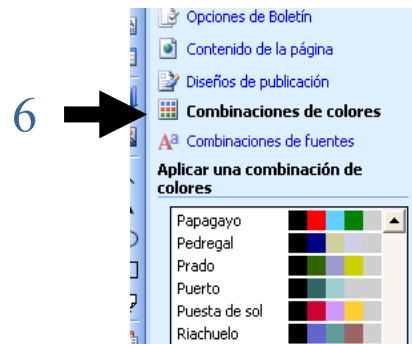 Opciones de Boletín
Contenido de la página
Diseños de publicación
6
Combinaciones de colores
Aa Combinaciones de fuentes
Aplicar una combinación de
colores
Papagayo
Pedregal
Prado
Puerto
Puesta de sol
Riachuelo